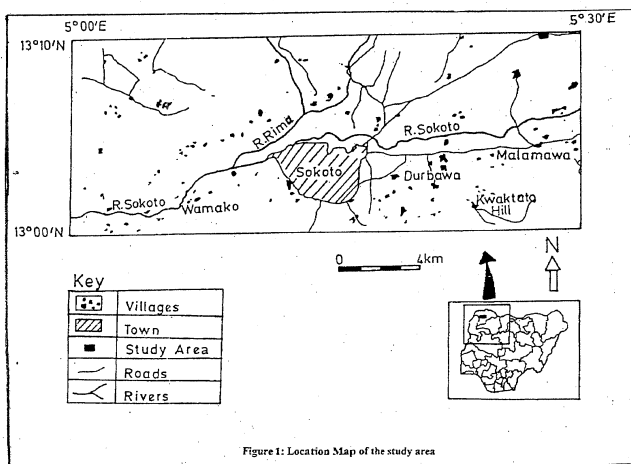 5°00'E
5°30'E
13°10'N
R.Rima
R.Sokoto
Malamawa
Sokoto
Durbawa
Kwaktato
Hill
R.Sokoto
Wamako
13°00'N
0 4km
N
Key
Villages
Town
Study Area
Roads
Rivers
Figure 1: Location Map of the study area